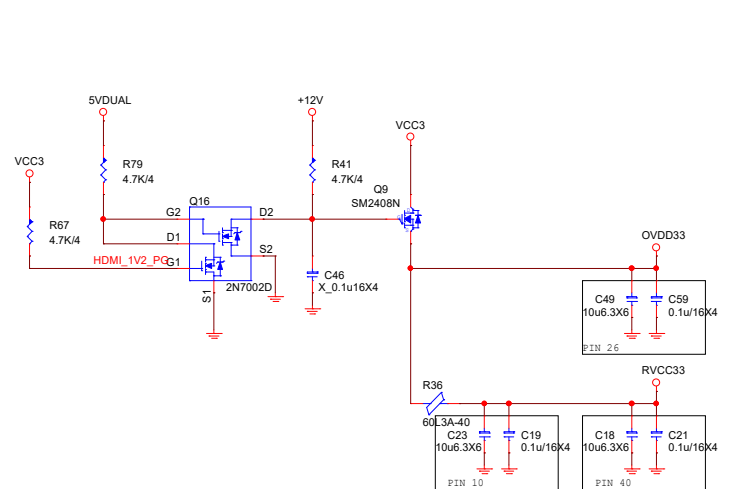 5VDUAL
+12V
VCC3
VCC3
R79
4.7K/4
R41
4.7K/4
Q9
SM2408N
R67
4.7K/4
Q16
G2
D2
D1
S2
HDMI_1V2_PG
G1
S1
2N7002D
C46
X_0.1u16X4
OVDD33
C49
10u6.3X6
C59
0.1u/16X4
PIN 26
RVCC33
R36
60L3A-40
C23
10u6.3X6
C19
0.1u/16X4
C18
10u6.3X6
C21
0.1u/16X4
PIN 10
PIN 40